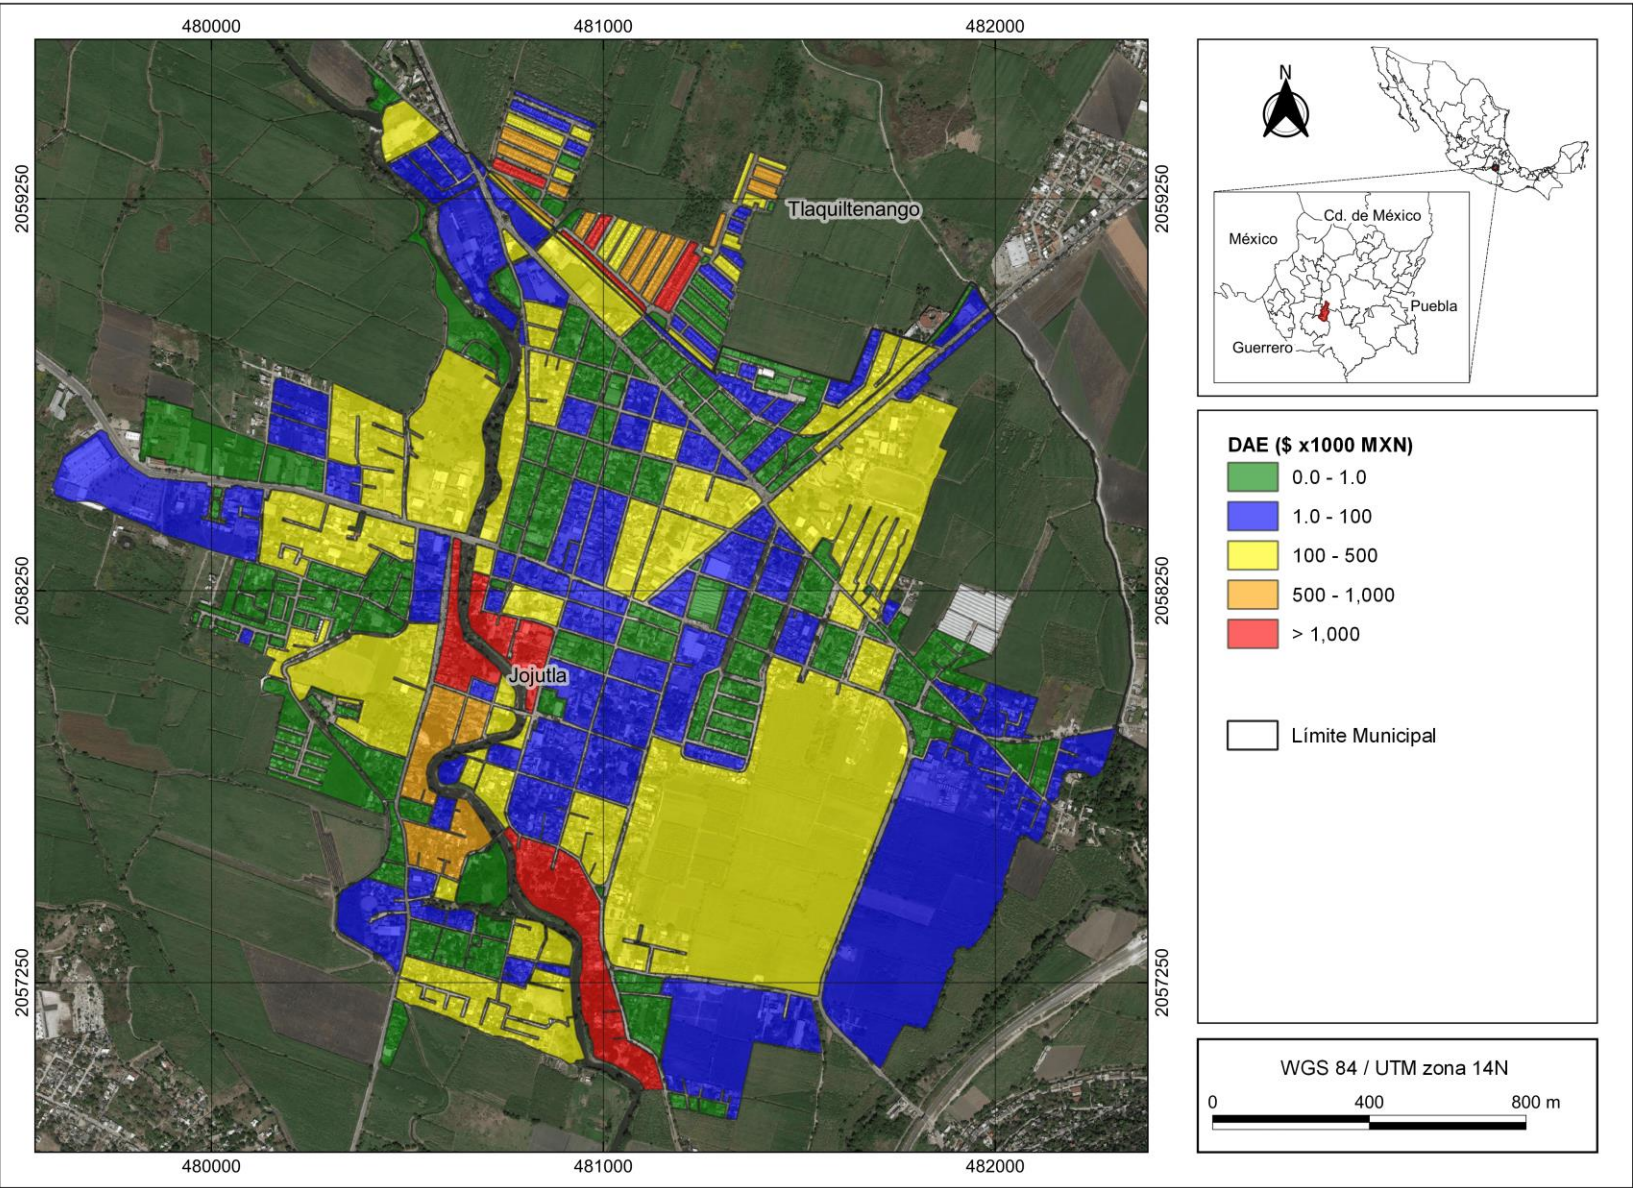 480000
481000
482000
2059250
2058250
2057250
2059250
2058250
2057250
480000
481000
482000
Tlaquiltenango
Jojutla
N
Cd. de México
México
Puebla
Guerrero
DAE ($ x1000 MXN)
0.0 - 1.0
1.0 - 100
100 - 500
500 - 1,000
> 1,000
Límite Municipal
WGS 84 / UTM zona 14N
0 400 800 m